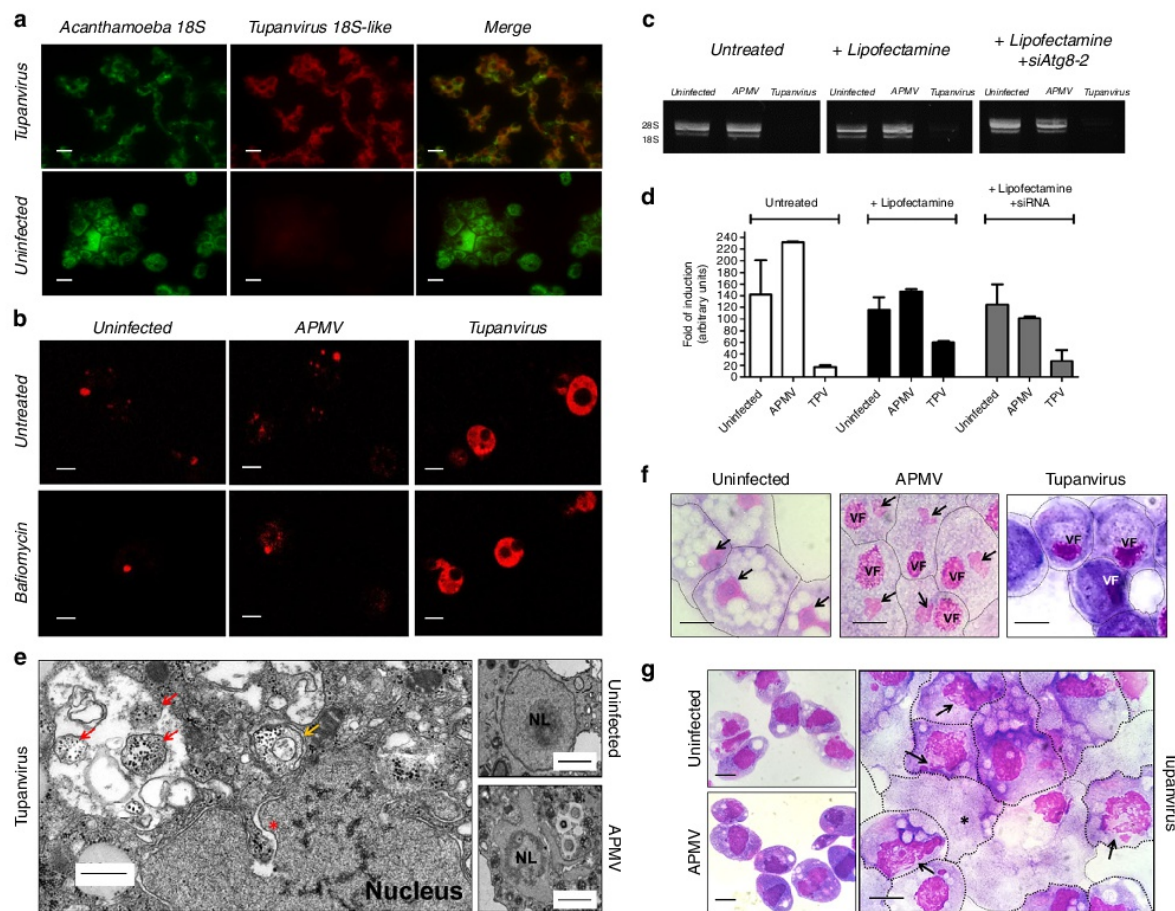 a
Acanthamoeba 18S
Tupanvirus 18S-like
Merge
Tupanvirus
Uninfected
b
Uninfected
APMV
Tupanvirus
Untreated
Bafiomycin
c
Untreated
+ Lipofectamine
+ Lipofectamine
+siAtg8-2
Uninfected
APMV
Tupanvirus
Uninfected
APMV
Tupanvirus
Uninfected
APMV
Tupanvirus
28S
18S
d
Untreated
+ Lipofectamine
+ Lipofectamine
+siRNA
Fold of induction
(arbitrary units)
240
220
200
180
160
140
120
100
80
60
40
20
0
Uninfected
APMV
TPV
Uninfected
APMV
TPV
Uninfected
APMV
TPV
e
Tupanvirus
*
Nucleus
NL
Uninfected
NL
APMV
f
Uninfected
APMV
Tupanvirus
VF
VF
VF
VF
VF
VF
VF
VF
VF
g
Uninfected
APMV
*
Tupanvirus